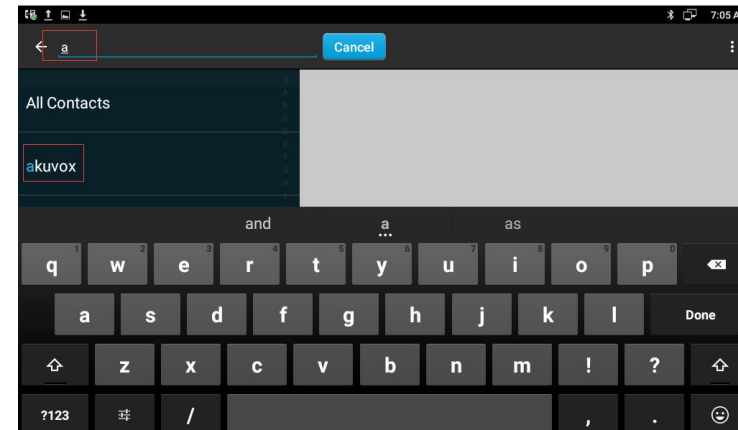 7:05 A
a
Cancel
All Contacts
akuvox
and a as
q 1 w 2 e 3 r 4 t 5 y 6 u 7 i 8 o 9 p 0
a s d f g h j k l Done
z x c v b n m ! ?
?123 / , .